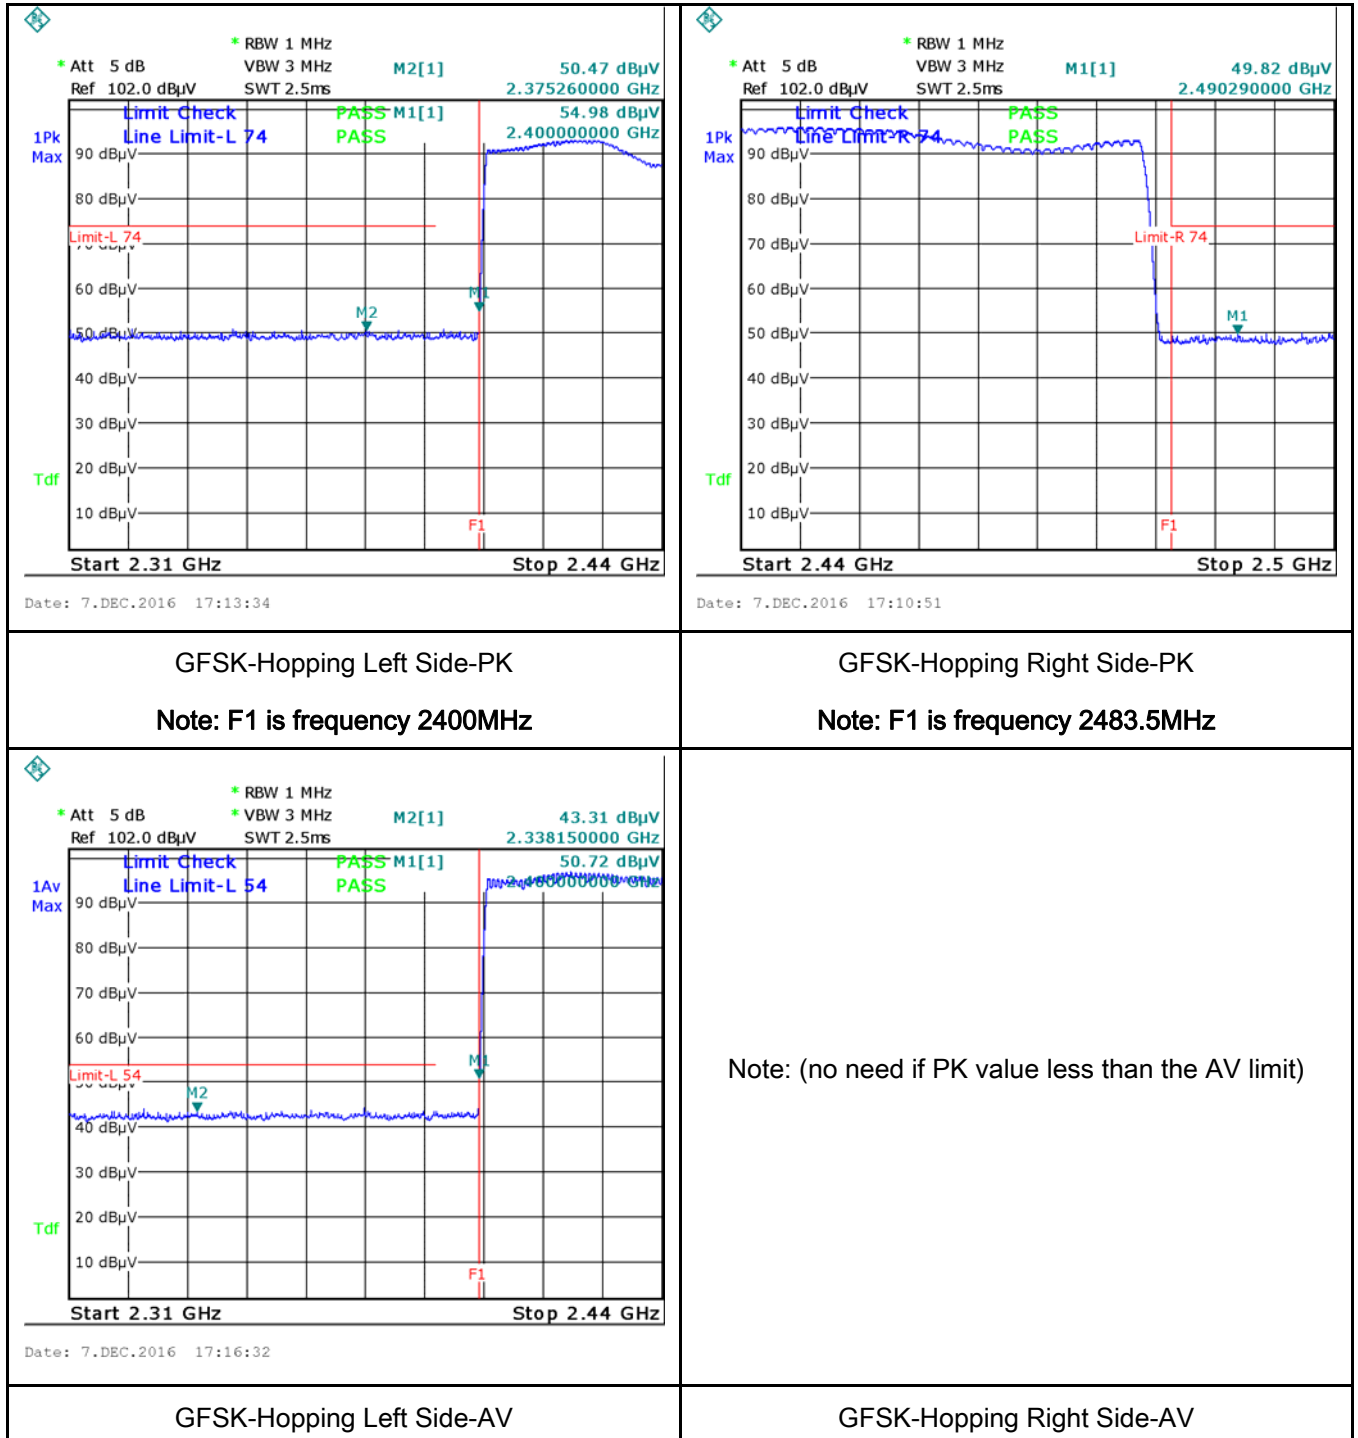 * RBW 1 MHz
* Att 5 dB VBW 3 MHz M2[1] 50.47 dBµV
Ref 102.0 dBµV SWT 2.5ms 2.375260000 GHz
Limit Check PASS M1[1] 54.98 dBµV
1Pk Line Limit-L 74 PASS 2.400000000 GHz
Max 90 dBµV
80 dBµV
Limit-L 74
70 dBµV
60 dBµV M1
M2
50 dBµV
40 dBµV
30 dBµV
Tdf 20 dBµV
10 dBµV
F1
Start 2.31 GHz Stop 2.44 GHz
Date: 7.DEC.2016 17:13:34
* RBW 1 MHz
* Att 5 dB VBW 3 MHz M1[1] 49.82 dBµV
Ref 102.0 dBµV SWT 2.5ms 2.490290000 GHz
Limit Check PASS
1Pk Line Limit-R 74 PASS
Max 90 dBµV
80 dBµV
Limit-R 74
70 dBµV
60 dBµV
M1
50 dBµV
40 dBµV
30 dBµV
Tdf 20 dBµV
10 dBµV
F1
Start 2.44 GHz Stop 2.5 GHz
Date: 7.DEC.2016 17:10:51
GFSK-Hopping Left Side-PK
Note: F1 is frequency 2400MHz
GFSK-Hopping Right Side-PK
Note: F1 is frequency 2483.5MHz
* RBW 1 MHz
* Att 5 dB * VBW 3 MHz M2[1] 43.31 dBµV
Ref 102.0 dBµV SWT 2.5ms 2.338150000 GHz
Limit Check PASS M1[1] 50.72 dBµV
1Av Line Limit-L 54 PASS 2.400000000 GHz
Max 90 dBµV
80 dBµV
70 dBµV
60 dBµV
M1
Limit-L 54
50 dBµV
M2
40 dBµV
30 dBµV
Tdf 20 dBµV
10 dBµV
F1
Start 2.31 GHz Stop 2.44 GHz
Date: 7.DEC.2016 17:16:32
Note: (no need if PK value less than the AV limit)
GFSK-Hopping Left Side-AV
GFSK-Hopping Right Side-AV